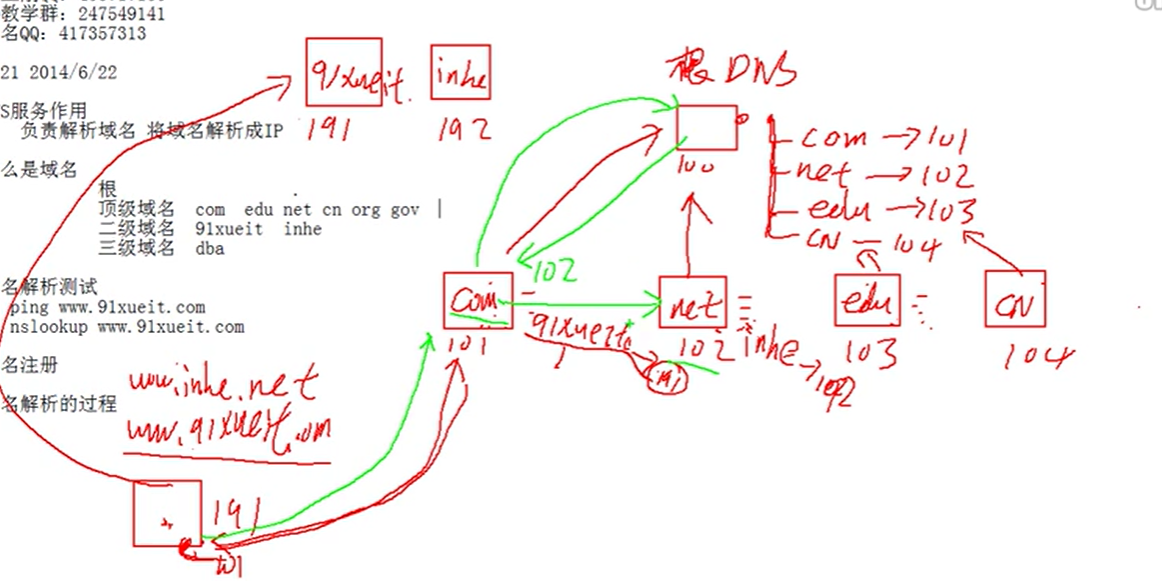 教学群: 247549141
名QQ: 417357313
21 2014/6/22
S服务作用
负责解析域名 将域名解析成IP
么是域名
根
顶级域名 com edu net cn org gov
二级域名 91xueit inhe
三级域名 dba
名解析测试
ping www.91xueit.com
nslookup www.91xueit.com
名注册
名解析的过程
91xueit.
191
inhe
192
根DNS
100
com → 101
net → 102
edu → 103
CN — 104
102
com
101
91xueit
191
net
102
inhe → 192
edu
103
CN
104
www.inhe.net
www.91xueit.com
191
101